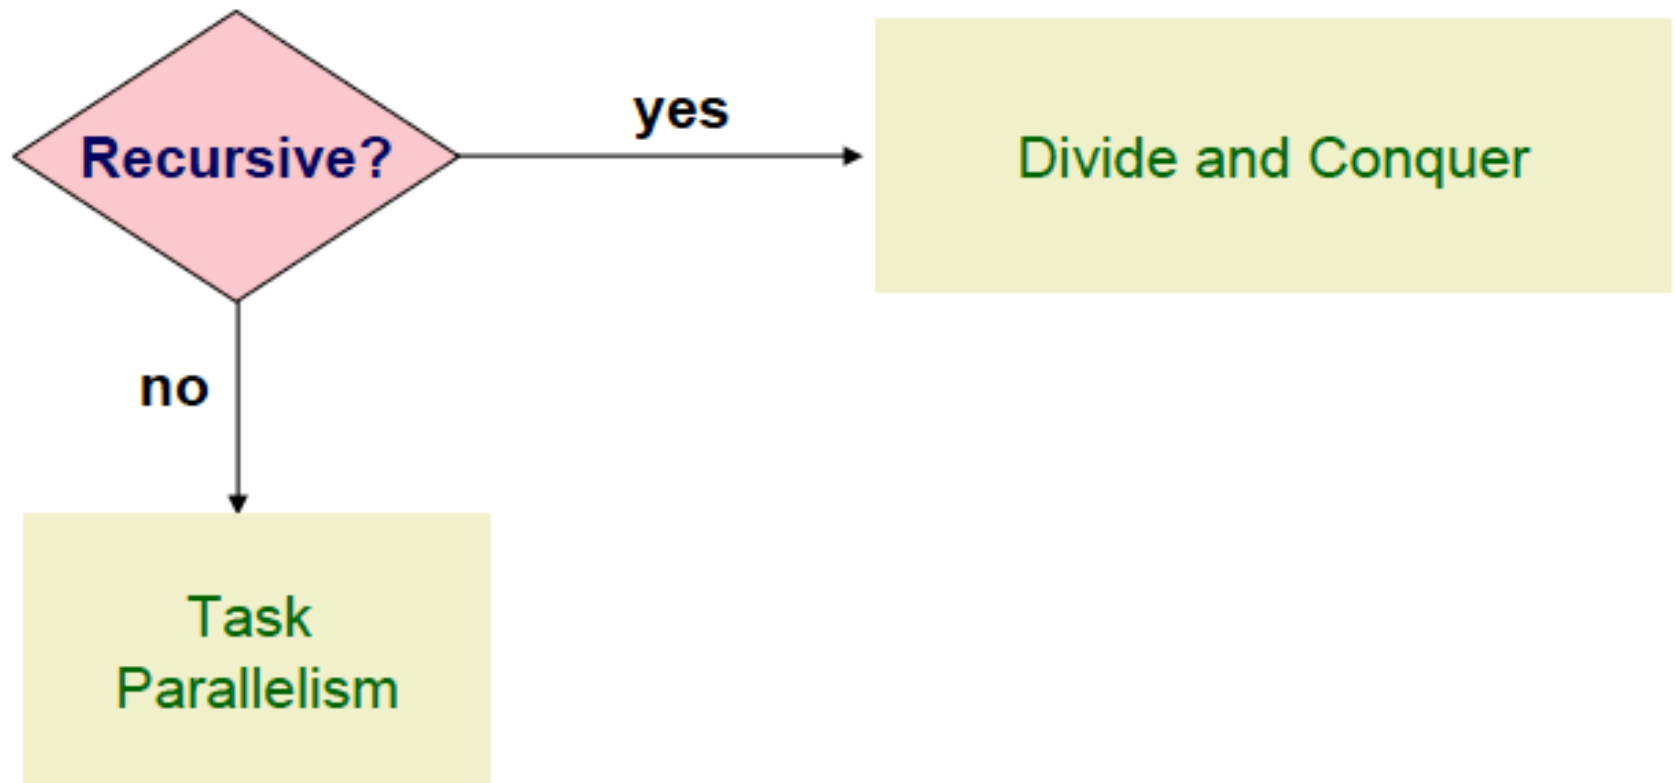 Recursive?
yes
Divide and Conquer
no
Task
Parallelism